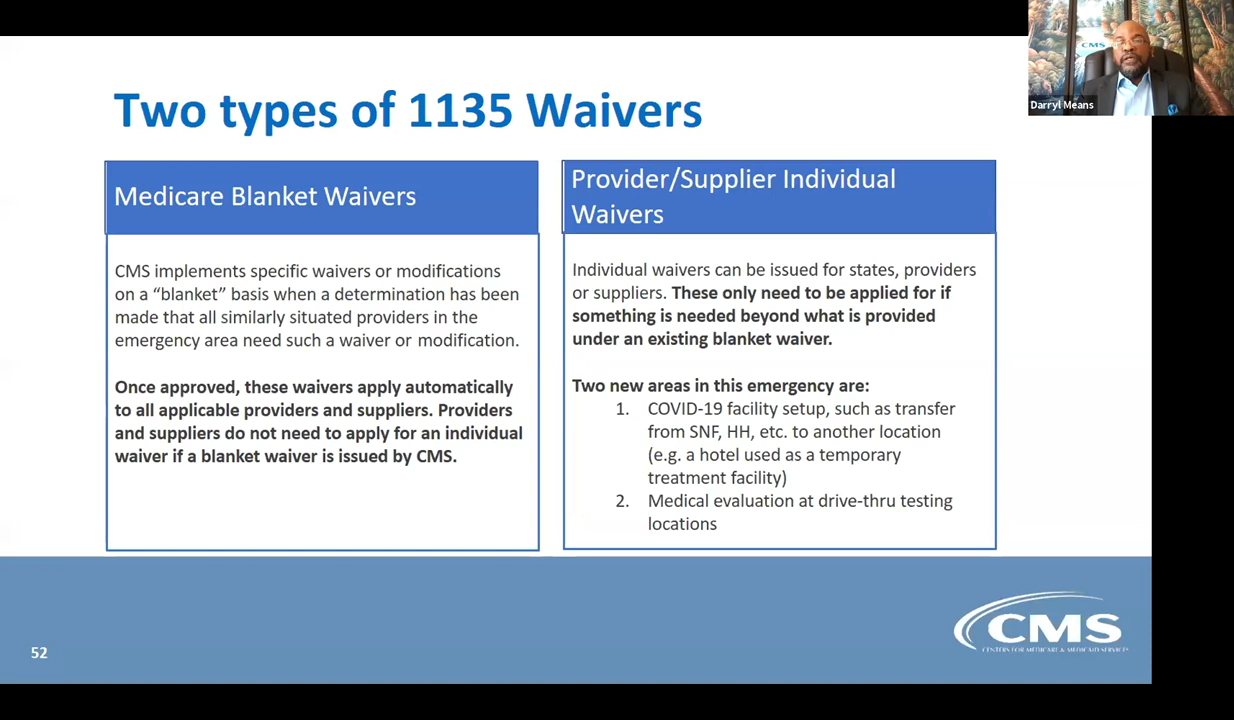 CMS
Darryl Means
Two types of 1135 Waivers
Medicare Blanket Waivers
CMS implements specific waivers or modifications
on a “blanket” basis when a determination has been
made that all similarly situated providers in the
emergency area need such a waiver or modification.
Once approved, these waivers apply automatically
to all applicable providers and suppliers. Providers
and suppliers do not need to apply for an individual
waiver if a blanket waiver is issued by CMS.
Provider/Supplier Individual
Waivers
Individual waivers can be issued for states, providers
or suppliers. These only need to be applied for if
something is needed beyond what is provided
under an existing blanket waiver.
Two new areas in this emergency are:
1. COVID-19 facility setup, such as transfer
from SNF, HH, etc. to another location
(e.g. a hotel used as a temporary
treatment facility)
2. Medical evaluation at drive-thru testing
locations
52
CMS
CENTERS FOR MEDICARE & MEDICAID SERVICES